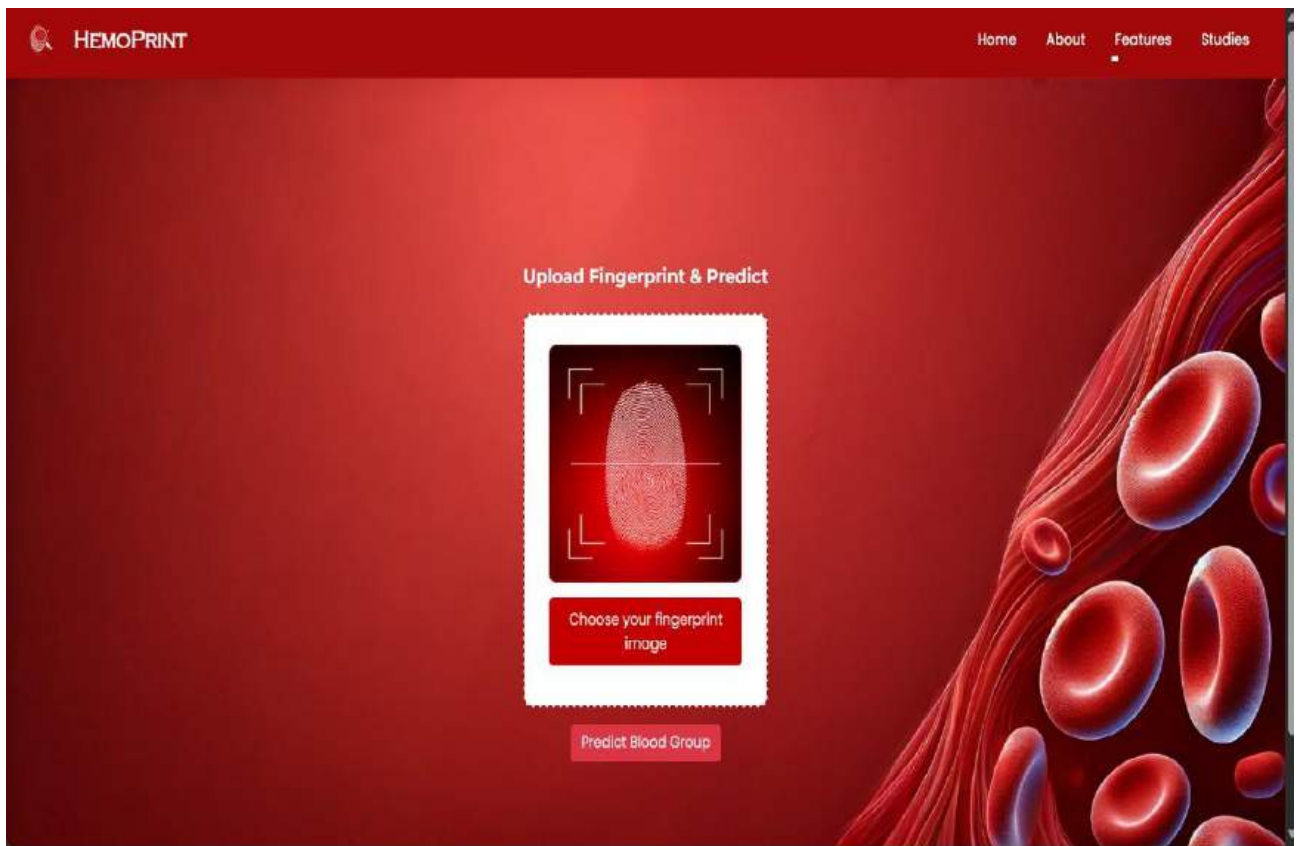 HEMOPRINT
Home About Features Studies
Upload Fingerprint & Predict
Choose your fingerprint
image
Predict Blood Group